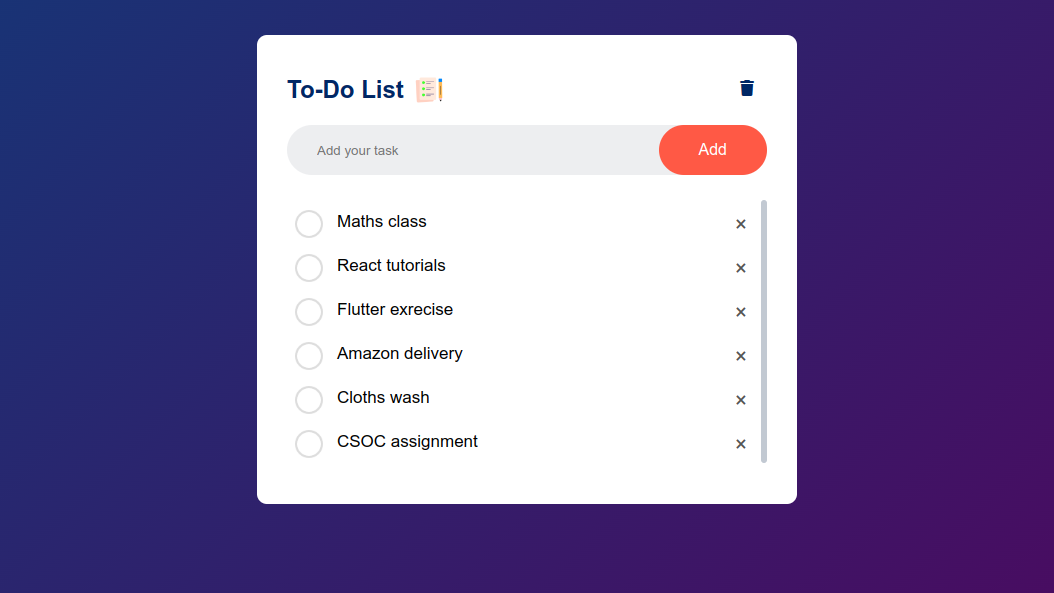 To-Do List
Add your task
Add
Maths class
React tutorials
Flutter exrecise
Amazon delivery
Cloths wash
CSOC assignment